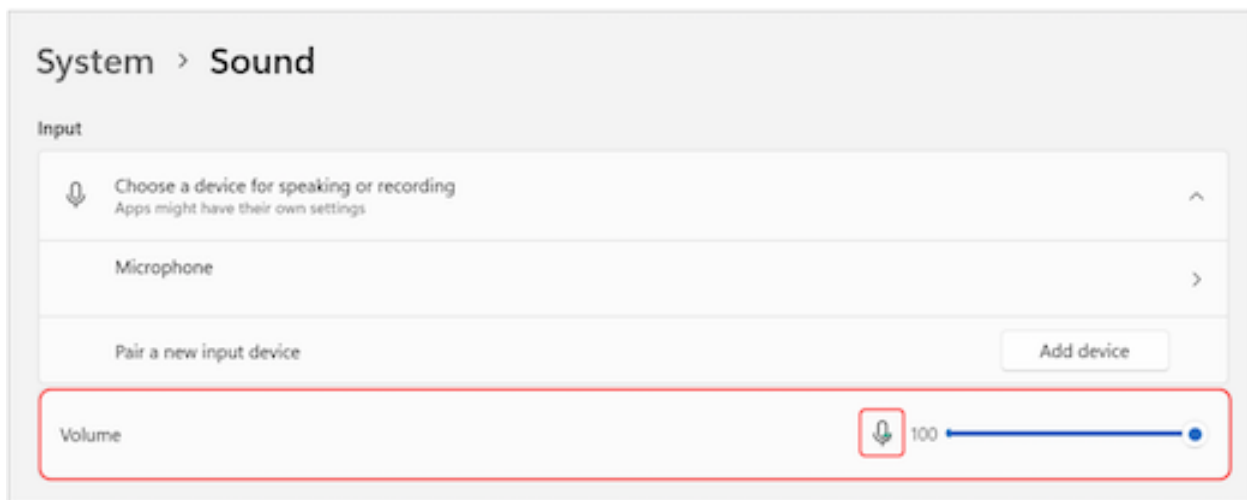 System > Sound
Input
Choose a device for speaking or recording
Apps might have their own settings
Microphone
Pair a new input device
Add device
Volume
100